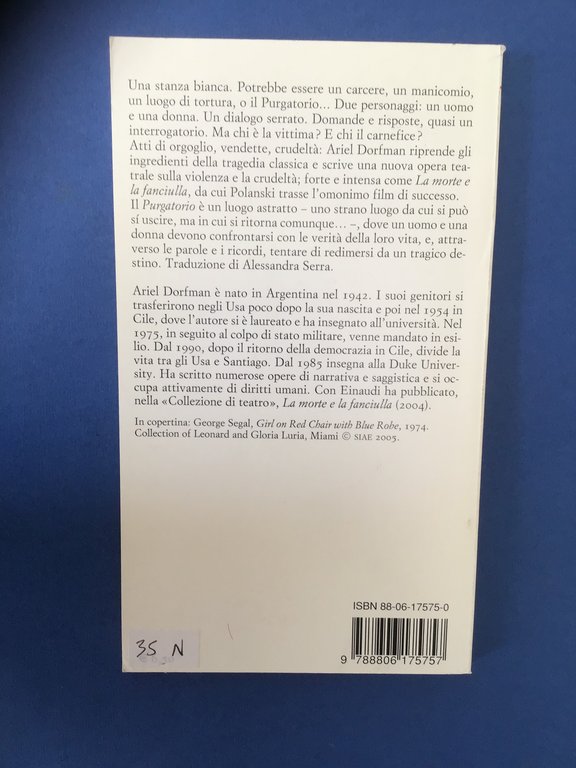 Una stanza bianca. Potrebbe essere un carcere, un manicomio,
un luogo di tortura, o il Purgatorio... Due personaggi: un uomo
e una donna. Un dialogo serrato. Domande e risposte, quasi un
interrogatorio. Ma chi è la vittima? E chi il carnefice?
Atti di orgoglio, vendette, crudeltà: Ariel Dorfman riprende gli
ingredienti della tragedia classica e scrive una nuova opera tea-
trale sulla violenza e la crudeltà; forte e intensa come La morte e
la fanciulla, da cui Polanski trasse l'omonimo film di successo.
Il Purgatorio è un luogo astratto – uno strano luogo da cui si può
sí uscire, ma in cui si ritorna comunque... –, dove un uomo e una
donna devono confrontarsi con le verità della loro vita, e, attra-
verso le parole e i ricordi, tentare di redimersi da un tragico de-
stino. Traduzione di Alessandra Serra.
Ariel Dorfman è nato in Argentina nel 1942. I suoi genitori si
trasferirono negli Usa poco dopo la sua nascita e poi nel 1954 in
Cile, dove l'autore si è laureato e ha insegnato all'università. Nel
1975, in seguito al colpo di stato militare, venne mandato in esi-
lio. Dal 1990, dopo il ritorno della democrazia in Cile, divide la
vita tra gli Usa e Santiago. Dal 1985 insegna alla Duke Univer-
sity. Ha scritto numerose opere di narrativa e saggistica e si oc-
cupa attivamente di diritti umani. Con Einaudi ha pubblicato,
nella «Collezione di teatro», La morte e la fanciulla (2004).
In copertina: George Segal, Girl on Red Chair with Blue Robe, 1974.
Collection of Leonard and Gloria Luria, Miami © SIAE 2005.
ISBN 88-06-17575-0
9 788806 175757
35 N